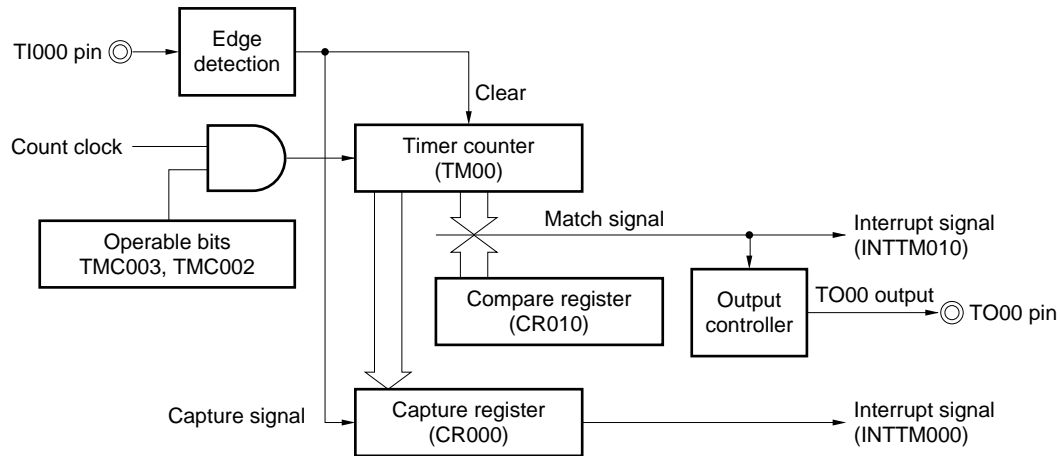 TI000 pin
Edge
detection
Clear
Count clock
Timer counter
(TM00)
Operable bits
TMC003, TMC002
Match signal
Interrupt signal
(INTTM010)
Compare register
(CR010)
Output
controller
TO00 output
TO00 pin
Capture signal
Capture register
(CR000)
Interrupt signal
(INTTM000)